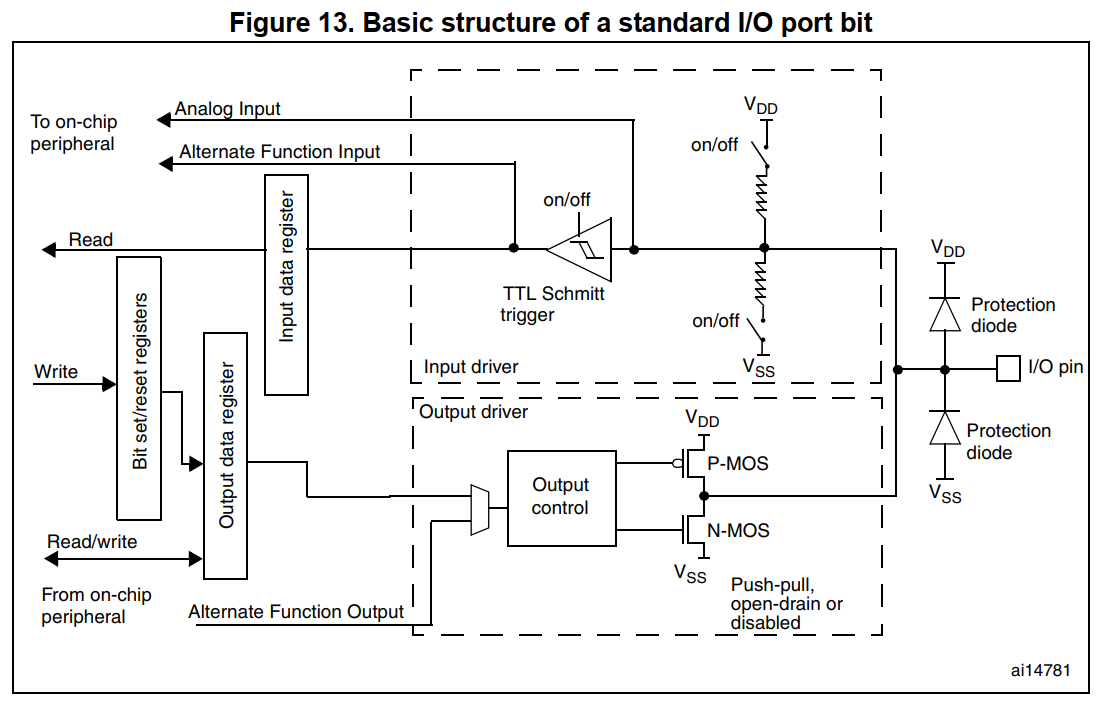 Figure 13. Basic structure of a standard I/O port bit
Analog Input
To on-chip
peripheral
Alternate Function Input
VDD
on/off
on/off
Read
Input data register
TTL Schmitt
trigger
on/off
VSS
Input driver
VDD
Protection
diode
I/O pin
Protection
diode
VSS
Write
Bit set/reset registers
Output data register
Read/write
From on-chip
peripheral
Alternate Function Output
Output driver
Output
control
VDD
P-MOS
N-MOS
VSS
Push-pull,
open-drain or
disabled
ai14781